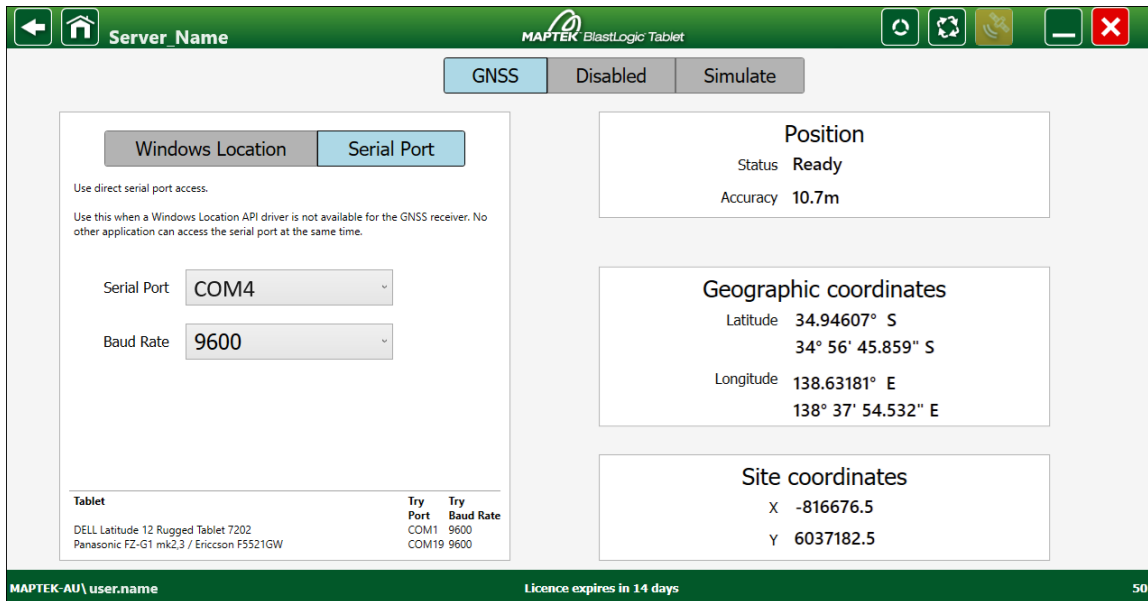 Server_Name
MAPTEK BlastLogic Tablet
GNSS Disabled Simulate
Windows Location Serial Port
Use direct serial port access.
Use this when a Windows Location API driver is not available for the GNSS receiver. No
other application can access the serial port at the same time.
Serial Port COM4
Baud Rate 9600
Tablet Try Try
Port Baud Rate
DELL Latitude 12 Rugged Tablet 7202 COM1 9600
Panasonic FZ-G1 mk2,3 / Ericcson F5521GW COM19 9600
Position
Status Ready
Accuracy 10.7m
Geographic coordinates
Latitude 34.94607° S
34° 56' 45.859" S
Longitude 138.63181° E
138° 37' 54.532" E
Site coordinates
X -816676.5
Y 6037182.5
MAPTEK-AU\ user.name Licence expires in 14 days 50